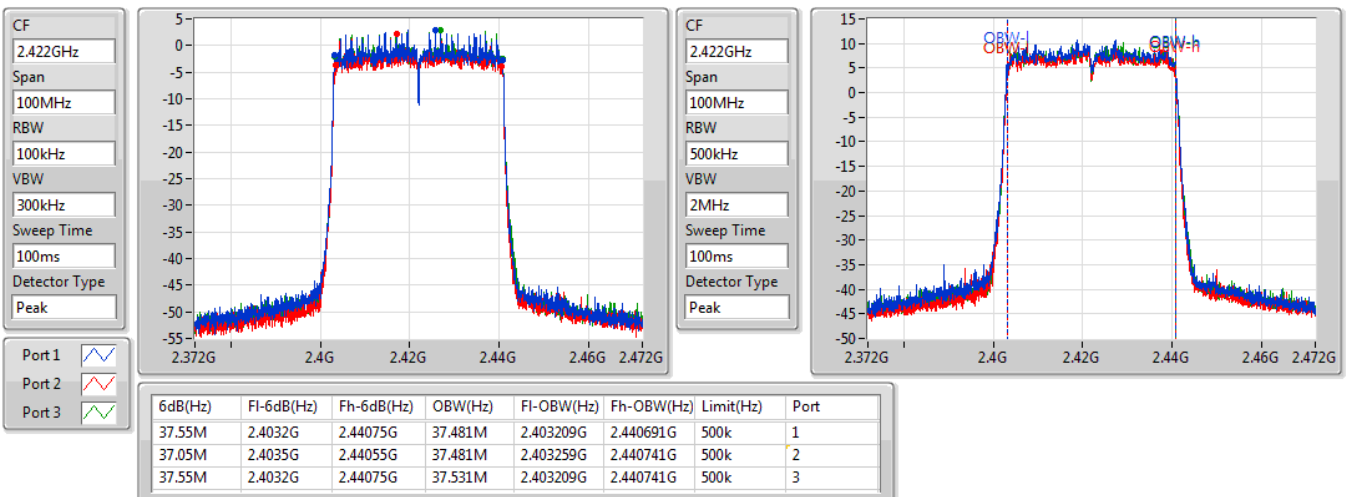 CF
2.422GHz
Span
100MHz
RBW
100kHz
VBW
300kHz
Sweep Time
100ms
Detector Type
Peak
5
0
-5
-10
-15
-20
-25
-30
-35
-40
-45
-50
-55
2.372G 2.4G 2.42G 2.44G 2.46G 2.472G
CF
2.422GHz
Span
100MHz
RBW
500kHz
VBW
2MHz
Sweep Time
100ms
Detector Type
Peak
15
10
5
0
-5
-10
-15
-20
-25
-30
-35
-40
-45
-50
OBW-l OBW-h
2.372G 2.4G 2.42G 2.44G 2.46G 2.472G
Port 1
Port 2
Port 3
6dB(Hz) Fl-6dB(Hz) Fh-6dB(Hz) OBW(Hz) Fl-OBW(Hz) Fh-OBW(Hz) Limit(Hz) Port
37.55M 2.4032G 2.44075G 37.481M 2.403209G 2.440691G 500k 1
37.05M 2.4035G 2.44055G 37.481M 2.403259G 2.440741G 500k 2
37.55M 2.4032G 2.44075G 37.531M 2.403209G 2.440741G 500k 3